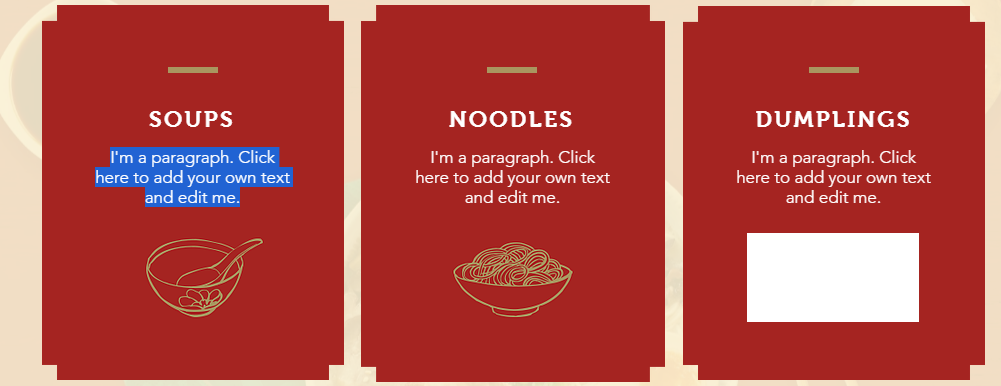 SOUPS
I'm a paragraph. Click
here to add your own text
and edit me.
NOODLES
I'm a paragraph. Click
here to add your own text
and edit me.
DUMPLINGS
I'm a paragraph. Click
here to add your own text
and edit me.